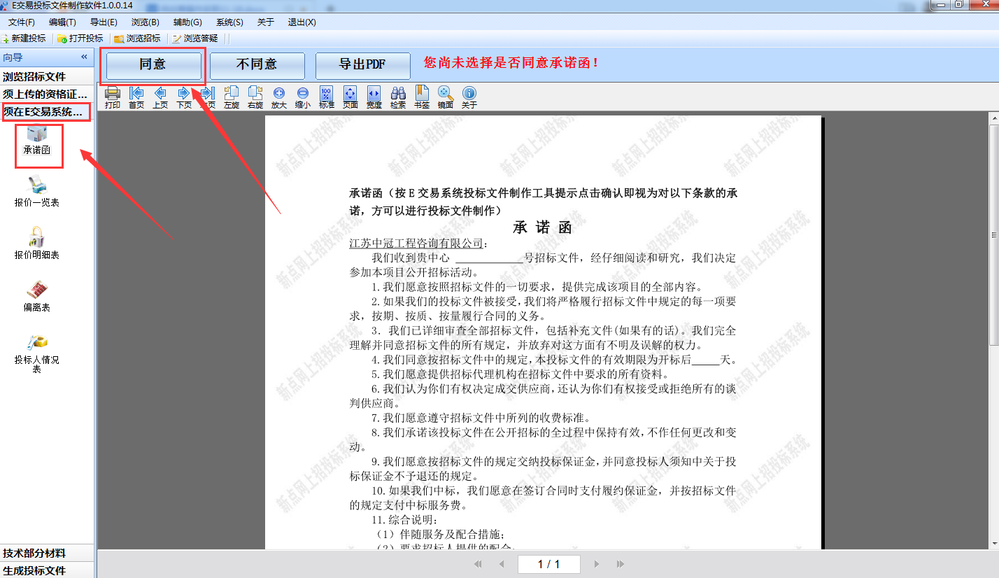 E交易投标文件制作软件1.0.0.14
文件(F) 编辑(T) 导出(E) 浏览(B) 辅助(G) 系统(S) 关于 退出(X)
新建投标 打开投标 浏览招标 浏览答疑
向导 «
浏览招标文件
须上传的资格证...
须在E交易系统...
承诺函
报价一览表
报价明细表
偏离表
投标人情况
表
技术部分材料
生成投标文件
同意 不同意 导出PDF 您尚未选择是否同意承诺函！
打印 首页 上页 下页 页 左旋 右旋 放大 缩小 标准 页面 宽度 检索 书签 镜面 关于
承诺函（按 E 交易系统投标文件制作工具提示点击确认即视为对以下条款的承
诺，方可以进行投标文件制作）
承 诺 函
江苏中冠工程咨询有限公司：
我们收到贵中心 ____________号招标文件，经仔细阅读和研究，我们决定
参加本项目公开招标活动。
1.我们愿意按照招标文件的一切要求，提供完成该项目的全部内容。
2.如果我们的投标文件被接受,我们将严格履行招标文件中规定的每一项要
求，按期、按质、按量履行合同的义务。
3. 我们已详细审查全部招标文件，包括补充文件(如果有的话)。我们完全
理解并同意招标文件的所有规定，并放弃对这方面有不明及误解的权力。
4.我们同意按招标文件中的规定,本投标文件的有效期限为开标后_____天。
5.我们愿意提供招标代理机构在招标文件中要求的所有资料。
6.我们认为你们有权决定成交供应商,还认为你们有权接受或拒绝所有的谈
判供应商。
7.我们愿意遵守招标文件中所列的收费标准。
8.我们承诺该投标文件在公开招标的全过程中保持有效,不作任何更改和变
动。
9.我们愿意按招标文件的规定交纳投标保证金,并同意投标人须知中关于投
标保证金不予退还的规定。
10.如果我们中标，我们愿意在签订合同时支付履约保证金，并按招标文件
的规定支付中标服务费。
11.综合说明：
（1）伴随服务及配合措施；
（2）要求招标人提供的配合。
新点网上招投标系统
1 / 1